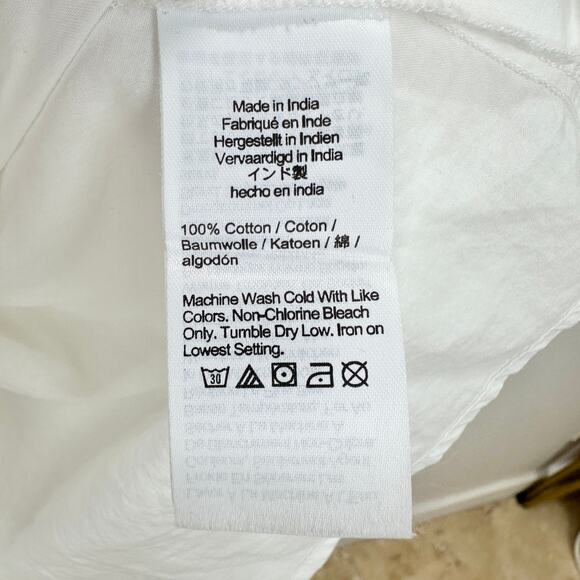 Made in India
Fabriqué en Inde
Hergestellt in Indien
Vervaardigd in India
インド製
hecho en india
100% Cotton / Coton /
Baumwolle / Katoen / 綿 /
algodón
Machine Wash Cold With Like
Colors. Non-Chlorine Bleach
Only. Tumble Dry Low. Iron on
Lowest Setting.
30